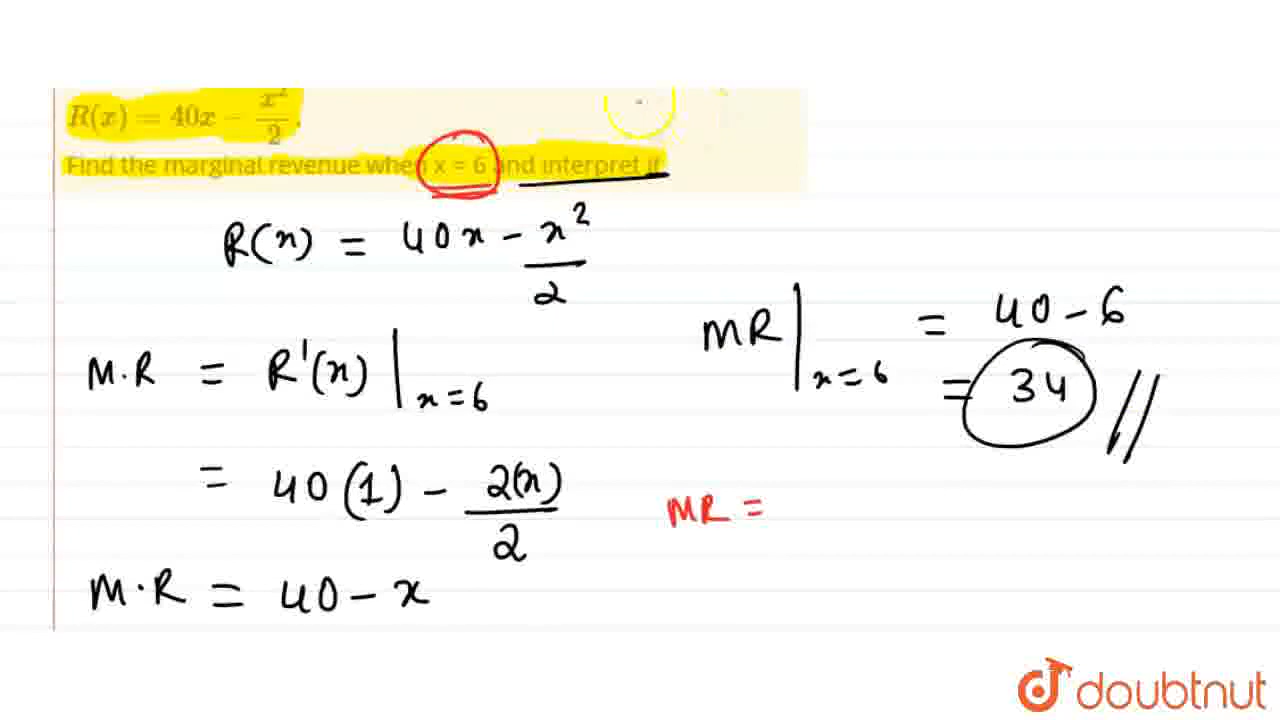 R(x) = 40x − x²/2.
Find the marginal revenue when x = 6 and interpret it
R(x) = 40x − x²/2
M.R = R'(x)|x=6
= 40(1) − 2(x)/2
M.R = 40 − x
MR|x=6 = 40 − 6
= 34 //
MR =
doubtnut